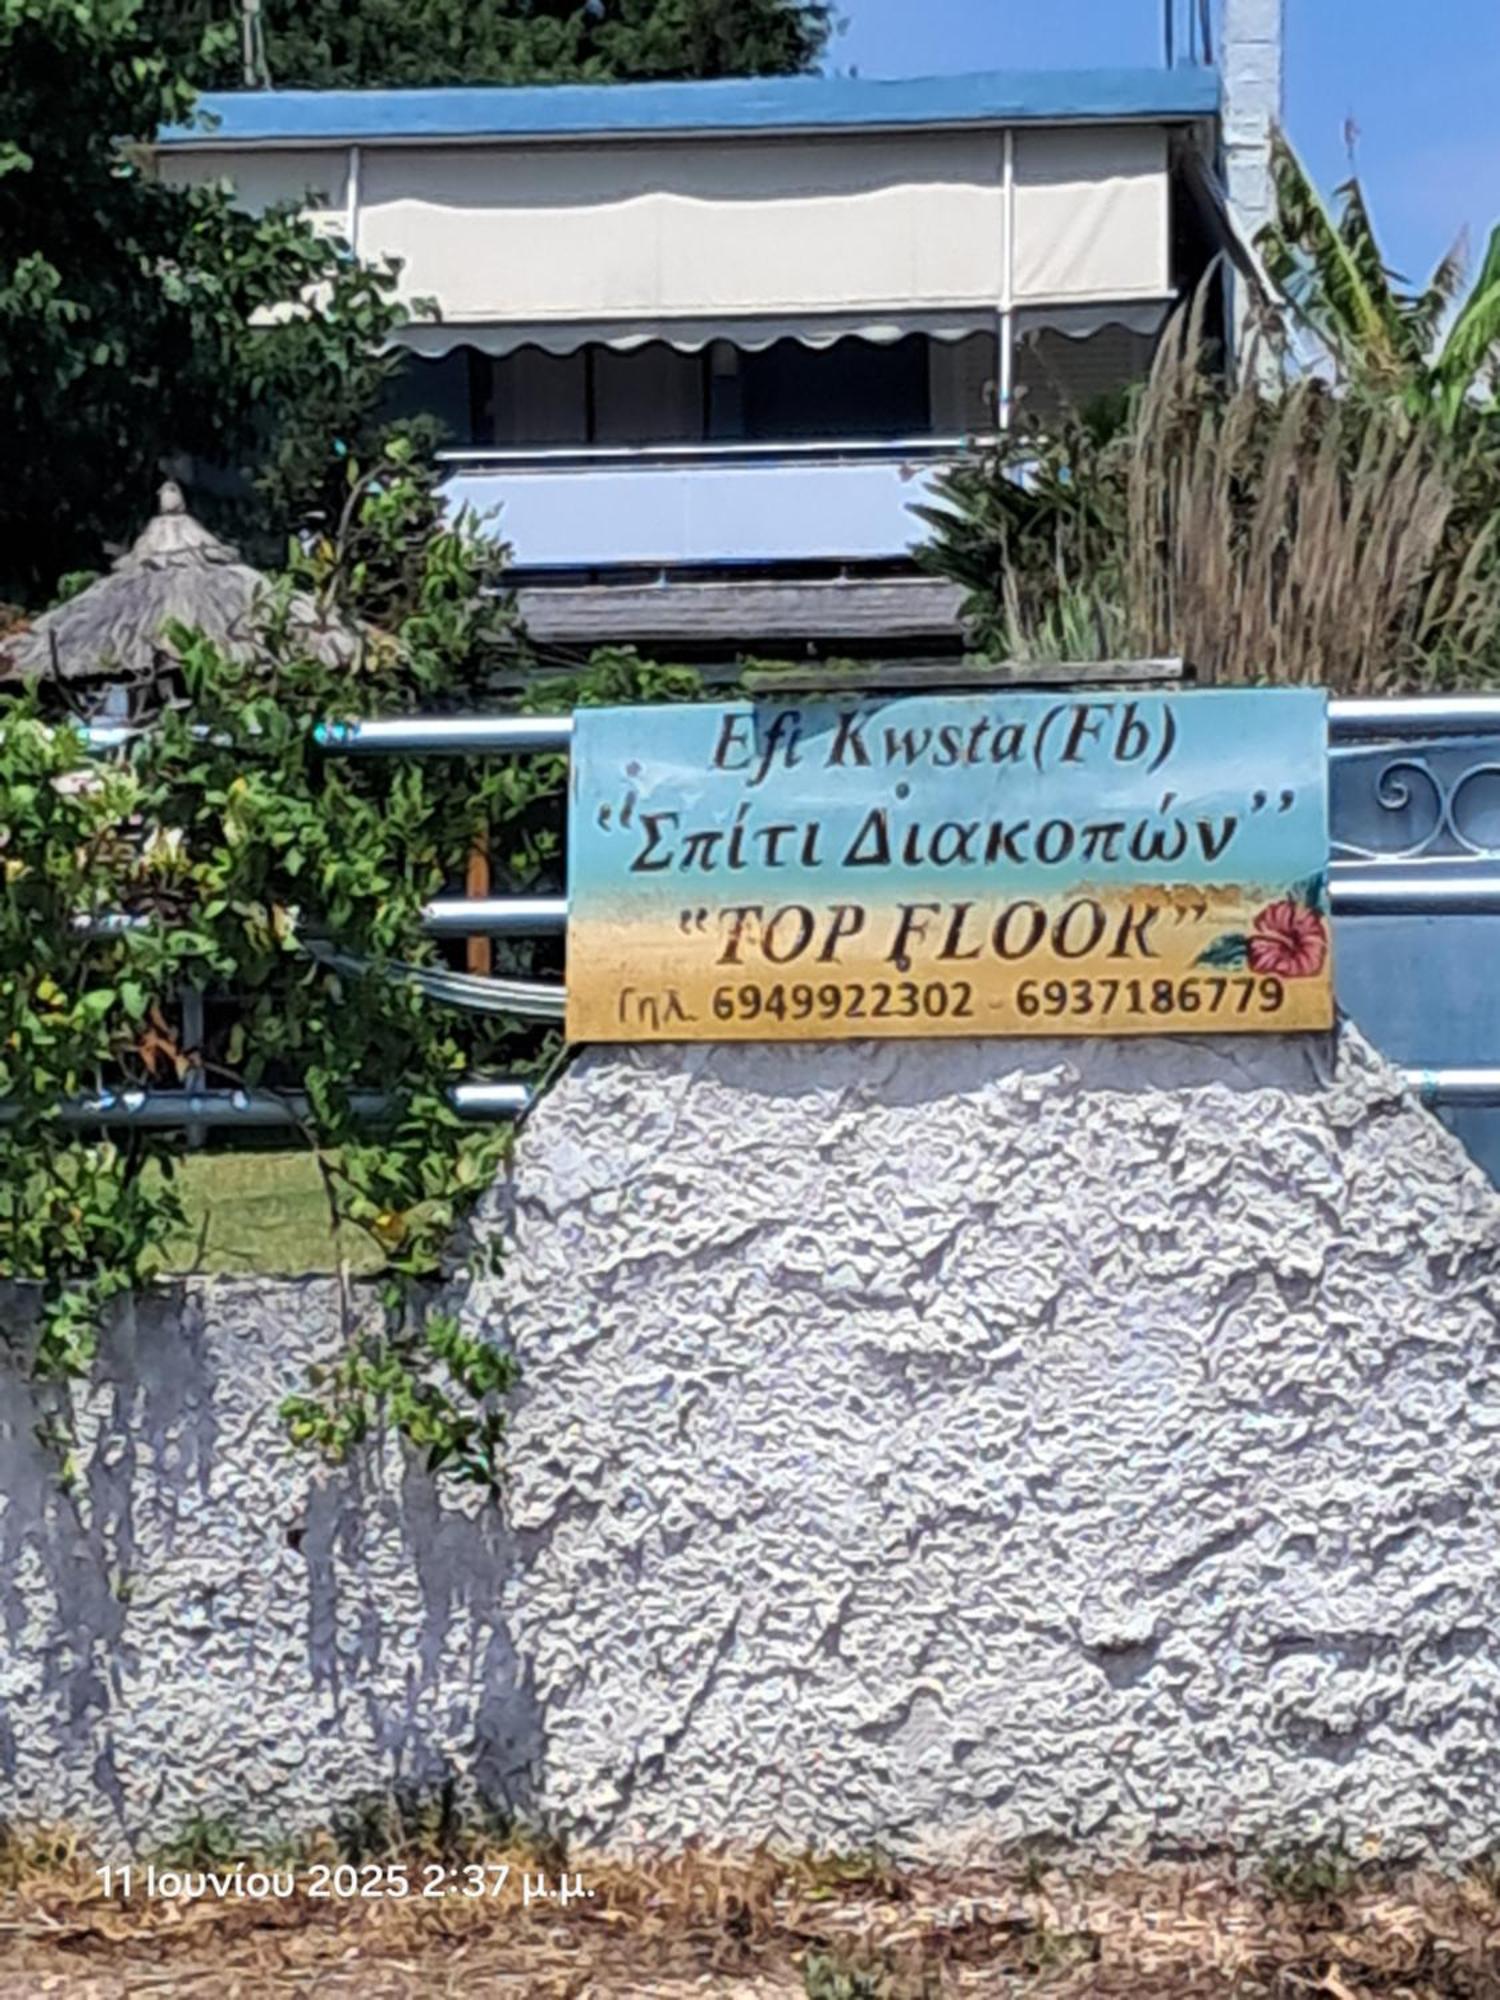 Efi Kwsta(Fb)
“Σπίτι Διακοπών”
“TOP FLOOR”
Τηλ. 6949922302 - 6937186779
11 Ιουνίου 2025 2:37 μ.μ.